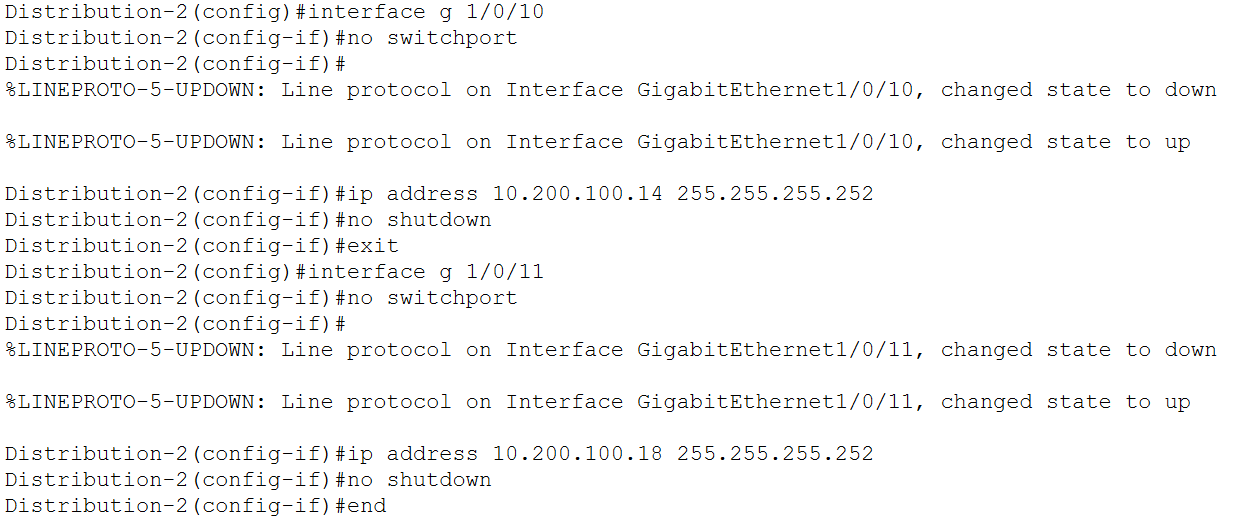 Distribution-2(config)#interface g 1/0/10
Distribution-2(config-if)#no switchport
Distribution-2(config-if)#
%LINEPROTO-5-UPDOWN: Line protocol on Interface GigabitEthernet1/0/10, changed state to down
%LINEPROTO-5-UPDOWN: Line protocol on Interface GigabitEthernet1/0/10, changed state to up
Distribution-2(config-if)#ip address 10.200.100.14 255.255.255.252
Distribution-2(config-if)#no shutdown
Distribution-2(config-if)#exit
Distribution-2(config)#interface g 1/0/11
Distribution-2(config-if)#no switchport
Distribution-2(config-if)#
%LINEPROTO-5-UPDOWN: Line protocol on Interface GigabitEthernet1/0/11, changed state to down
%LINEPROTO-5-UPDOWN: Line protocol on Interface GigabitEthernet1/0/11, changed state to up
Distribution-2(config-if)#ip address 10.200.100.18 255.255.255.252
Distribution-2(config-if)#no shutdown
Distribution-2(config-if)#end